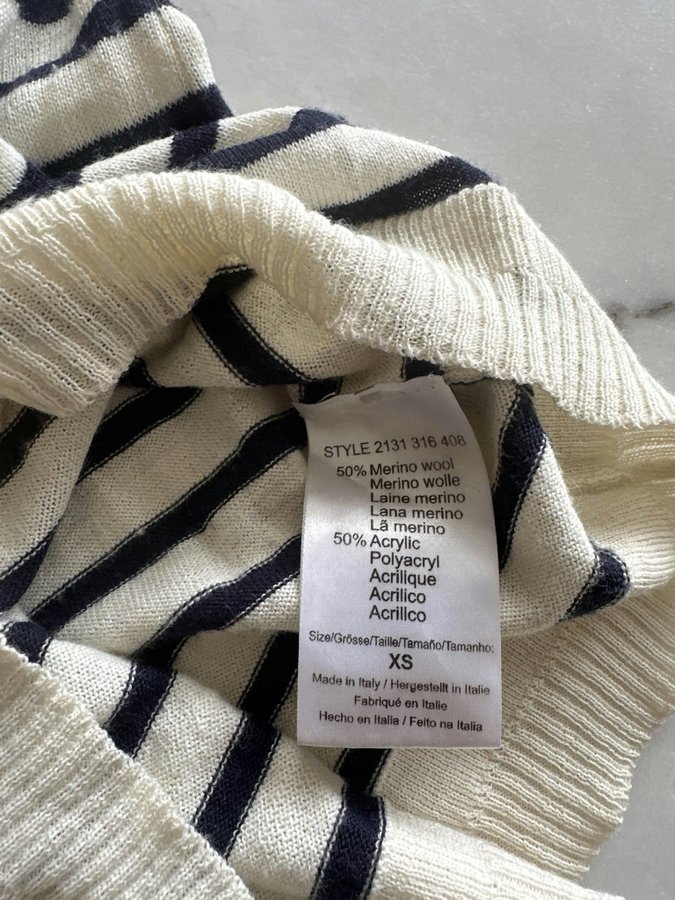 STYLE 2131 316 408
50% Merino wool
Merino wolle
Laine merino
Lana merino
Lã merino
50% Acrylic
Polyacryl
Acrilique
Acrilico
Acrilico
Size/Grösse/Taille/Tamaño/Tamanho:
XS
Made in Italy / Hergestellt in Italie
Fabriqué en Italie
Hecho en Italia / Feito na Italia